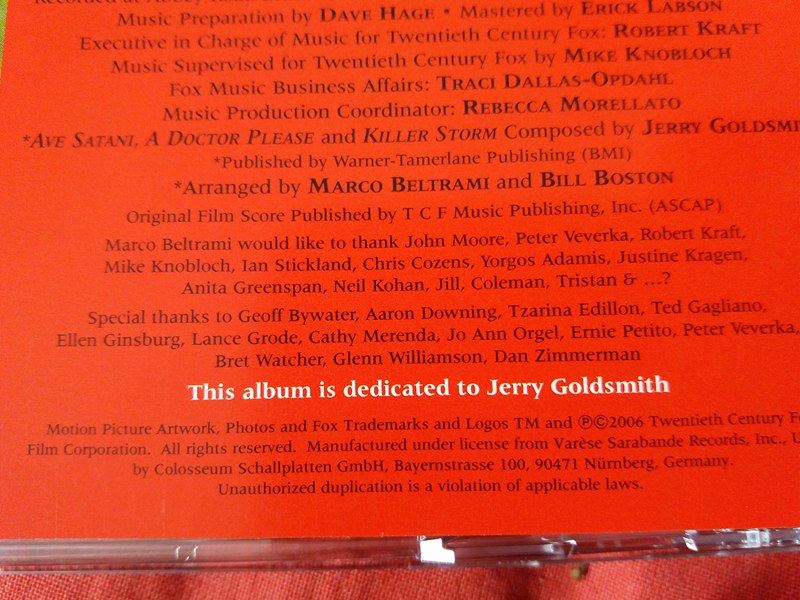 Recorded at Abbey
Music Preparation by DAVE HAGE • Mastered by ERICK LABSON
Executive in Charge of Music for Twentieth Century Fox: ROBERT KRAFT
Music Supervised for Twentieth Century Fox by MIKE KNOBLOCH
Fox Music Business Affairs: TRACI DALLAS-OPDAHL
Music Production Coordinator: REBECCA MORELLATO
*AVE SATANI, A DOCTOR PLEASE and KILLER STORM Composed by JERRY GOLDSMI
*Published by Warner-Tamerlane Publishing (BMI)
*Arranged by MARCO BELTRAMI and BILL BOSTON
Original Film Score Published by T C F Music Publishing, Inc. (ASCAP)
Marco Beltrami would like to thank John Moore, Peter Veverka, Robert Kraft,
Mike Knobloch, Ian Stickland, Chris Cozens, Yorgos Adamis, Justine Kragen,
Anita Greenspan, Neil Kohan, Jill, Coleman, Tristan & ...?
Special thanks to Geoff Bywater, Aaron Downing, Tzarina Edillon, Ted Gagliano,
Ellen Ginsburg, Lance Grode, Cathy Merenda, Jo Ann Orgel, Ernie Petito, Peter Veverka,
Bret Watcher, Glenn Williamson, Dan Zimmerman
This album is dedicated to Jerry Goldsmith
Motion Picture Artwork, Photos and Fox Trademarks and Logos TM and ℗©2006 Twentieth Century Fo
Film Corporation. All rights reserved. Manufactured under license from Varèse Sarabande Records, Inc., U
by Colosseum Schallplatten GmbH, Bayernstrasse 100, 90471 Nürnberg, Germany.
Unauthorized duplication is a violation of applicable laws.